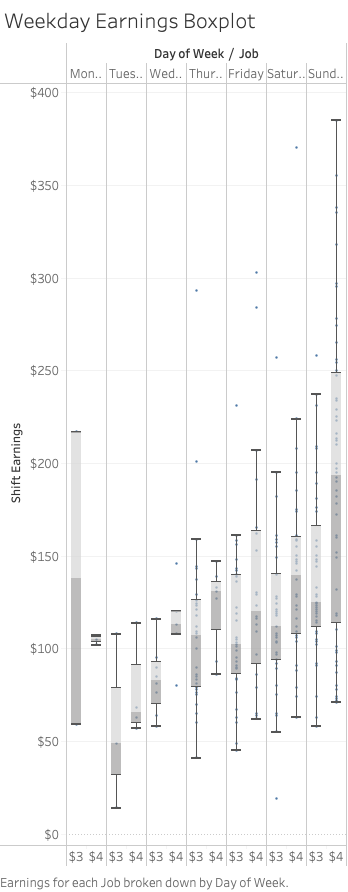 Weekday Earnings Boxplot
Day of Week / Job
Mon.. Tues.. Wed.. Thur.. Friday Satur.. Sund..
$400
$350
$300
$250
$200
$150
$100
$50
$0
Shift Earnings
$3 $4 $3 $4 $3 $4 $3 $4 $3 $4 $3 $4 $3 $4
Earnings for each Job broken down by Day of Week.